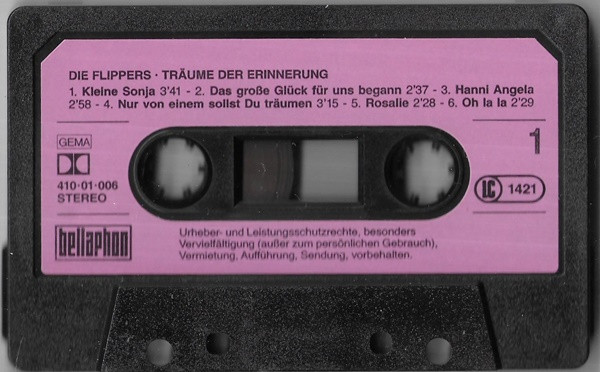 DIE FLIPPERS · TRÄUME DER ERINNERUNG
1. Kleine Sonja 3'41 - 2. Das große Glück für uns begann 2'37 - 3. Hanni Angela
2'58 - 4. Nur von einem sollst Du träumen 3'15 - 5. Rosalie 2'28 - 6. Oh la la 2'29
GEMA
1
410·01·006
STEREO
LC 1421
bellaphon
Urheber- und Leistungsschutzrechte, besonders
Vervielfältigung (außer zum persönlichen Gebrauch),
Vermietung, Aufführung, Sendung, vorbehalten.